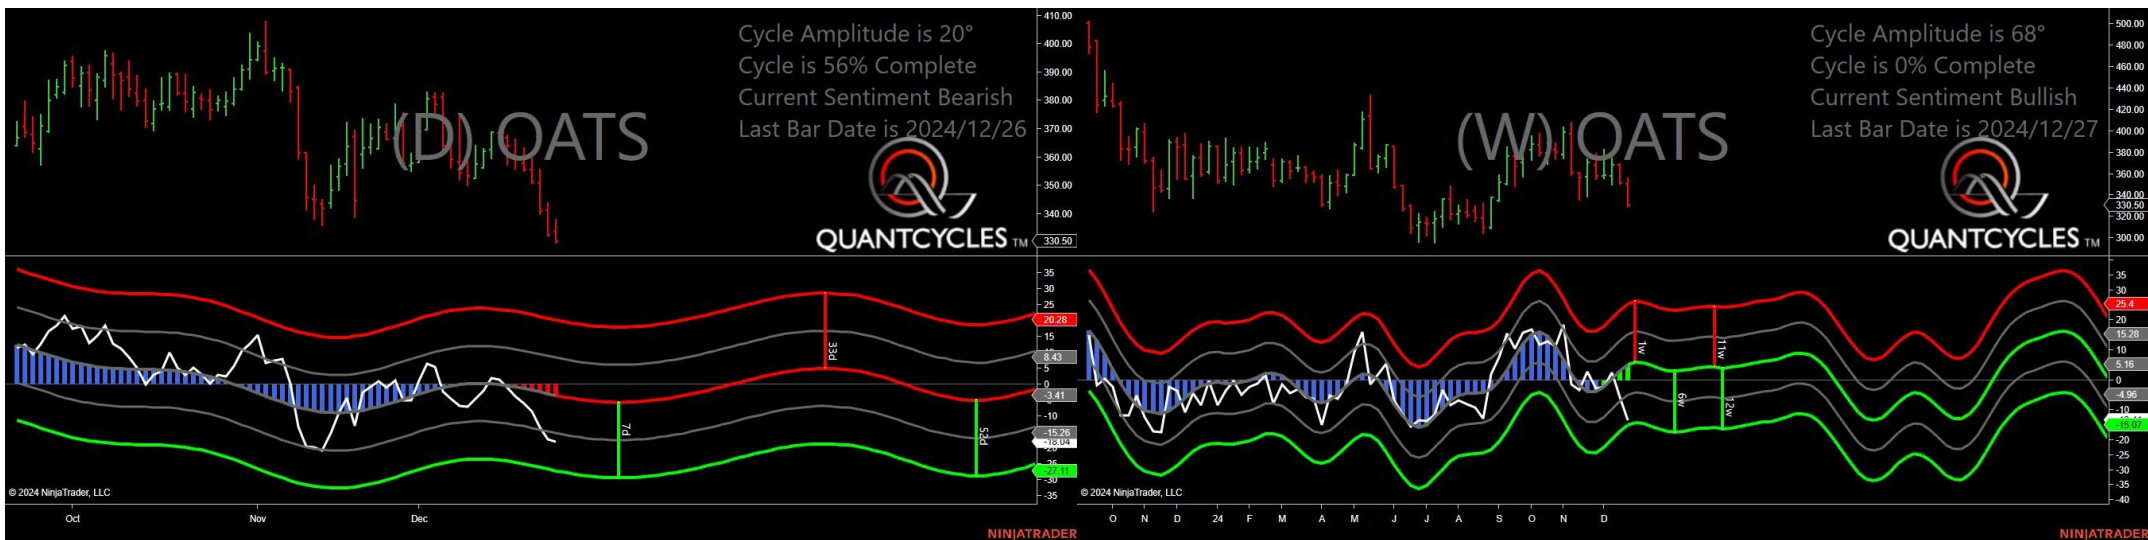 Cycle Amplitude is 20°
Cycle is 56% Complete
Current Sentiment Bearish
Last Bar Date is 2024/12/26
(D) OATS
QUANTCYCLES TM
410.00
400.00
390.00
380.00
370.00
360.00
350.00
340.00
330.50
35
30
25
20.28
15
8.43
5
0
-3.41
-10
-15.26
-18.04
-27.11
-30
-35
33d
7d
52d
© 2024 NinjaTrader, LLC
Oct Nov Dec
NINJATRADER
Cycle Amplitude is 68°
Cycle is 0% Complete
Current Sentiment Bullish
Last Bar Date is 2024/12/27
(W) OATS
QUANTCYCLES TM
500.00
480.00
460.00
440.00
420.00
400.00
380.00
360.00
340.00
330.50
320.00
300.00
35
30
25.4
20
15.28
10
5.16
0
-4.96
-10
-15.07
-20
-25
-30
-35
-40
1w
11w
6w
12w
© 2024 NinjaTrader, LLC
O N D 24 F M A M J J A S O N D
NINJATRADER